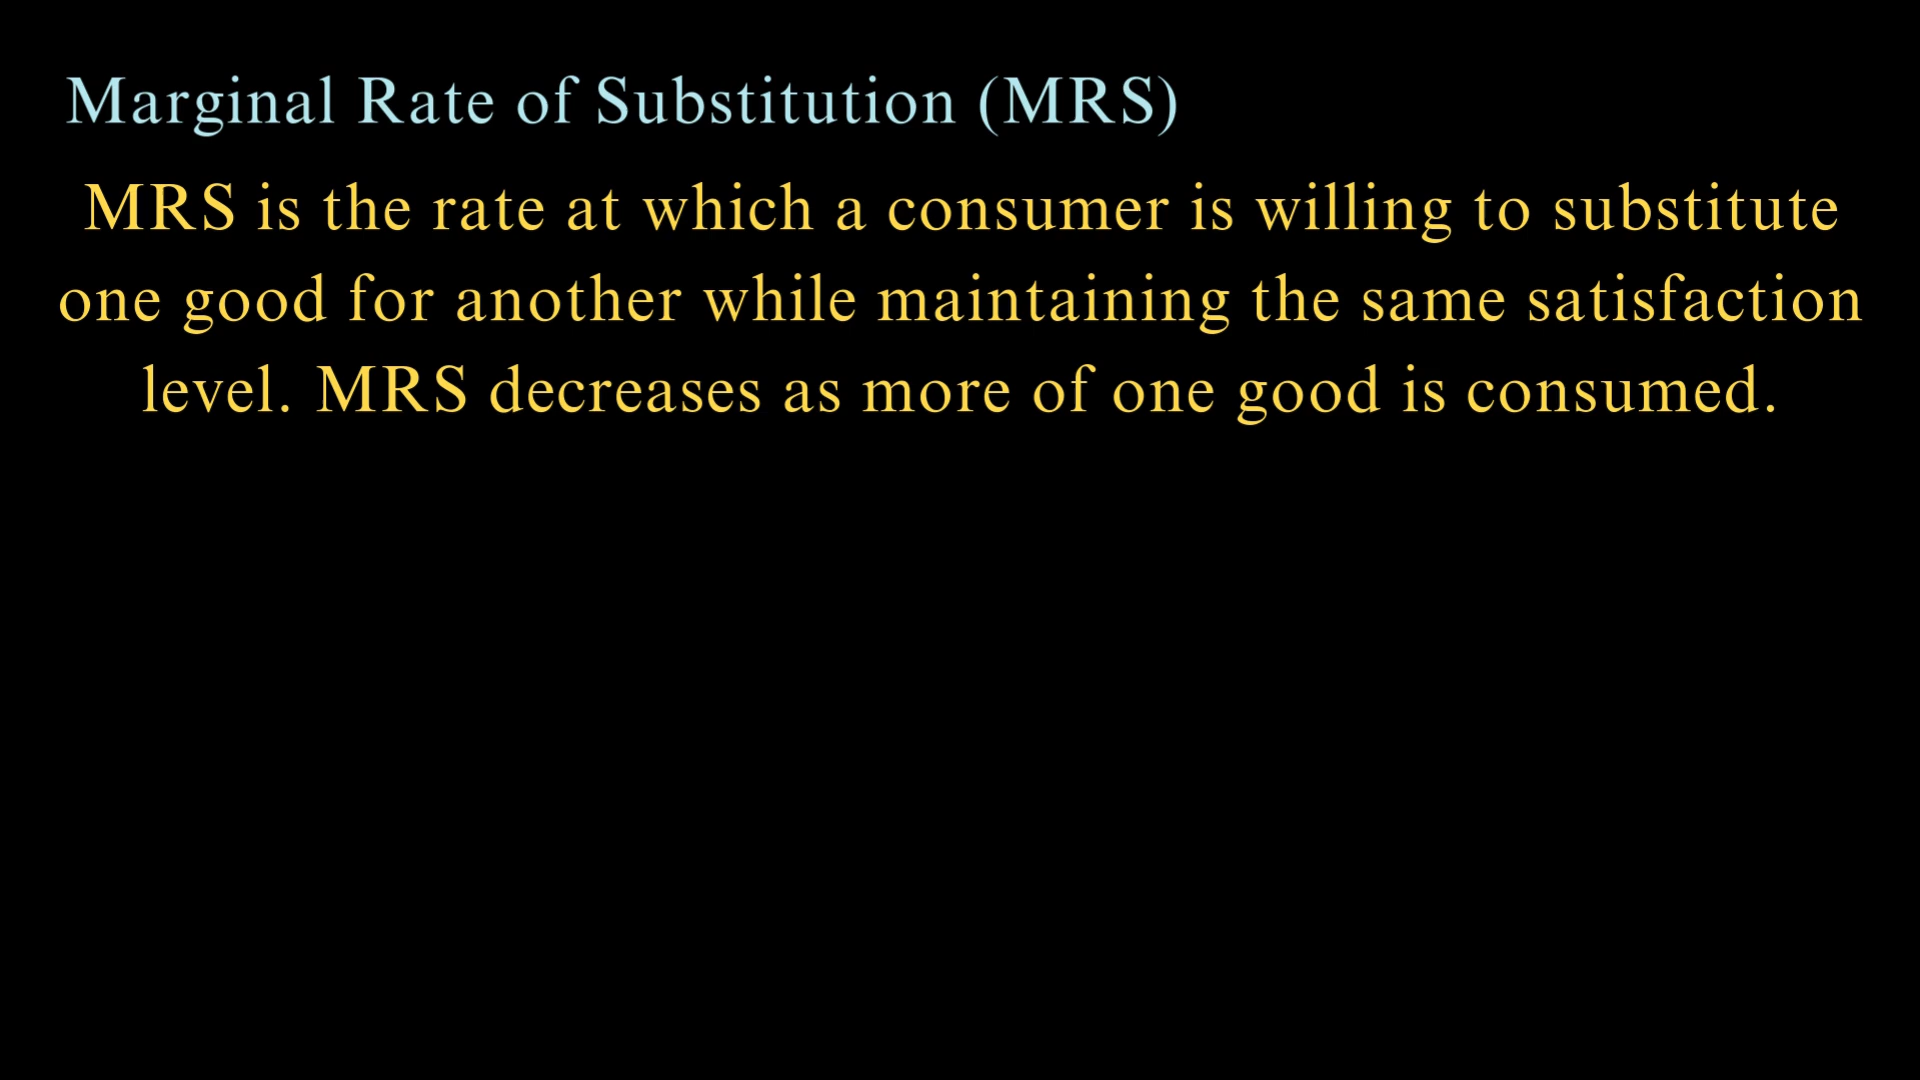 Marginal Rate of Substitution (MRS)
MRS is the rate at which a consumer is willing to substitute
one good for another while maintaining the same satisfaction
level. MRS decreases as more of one good is consumed.